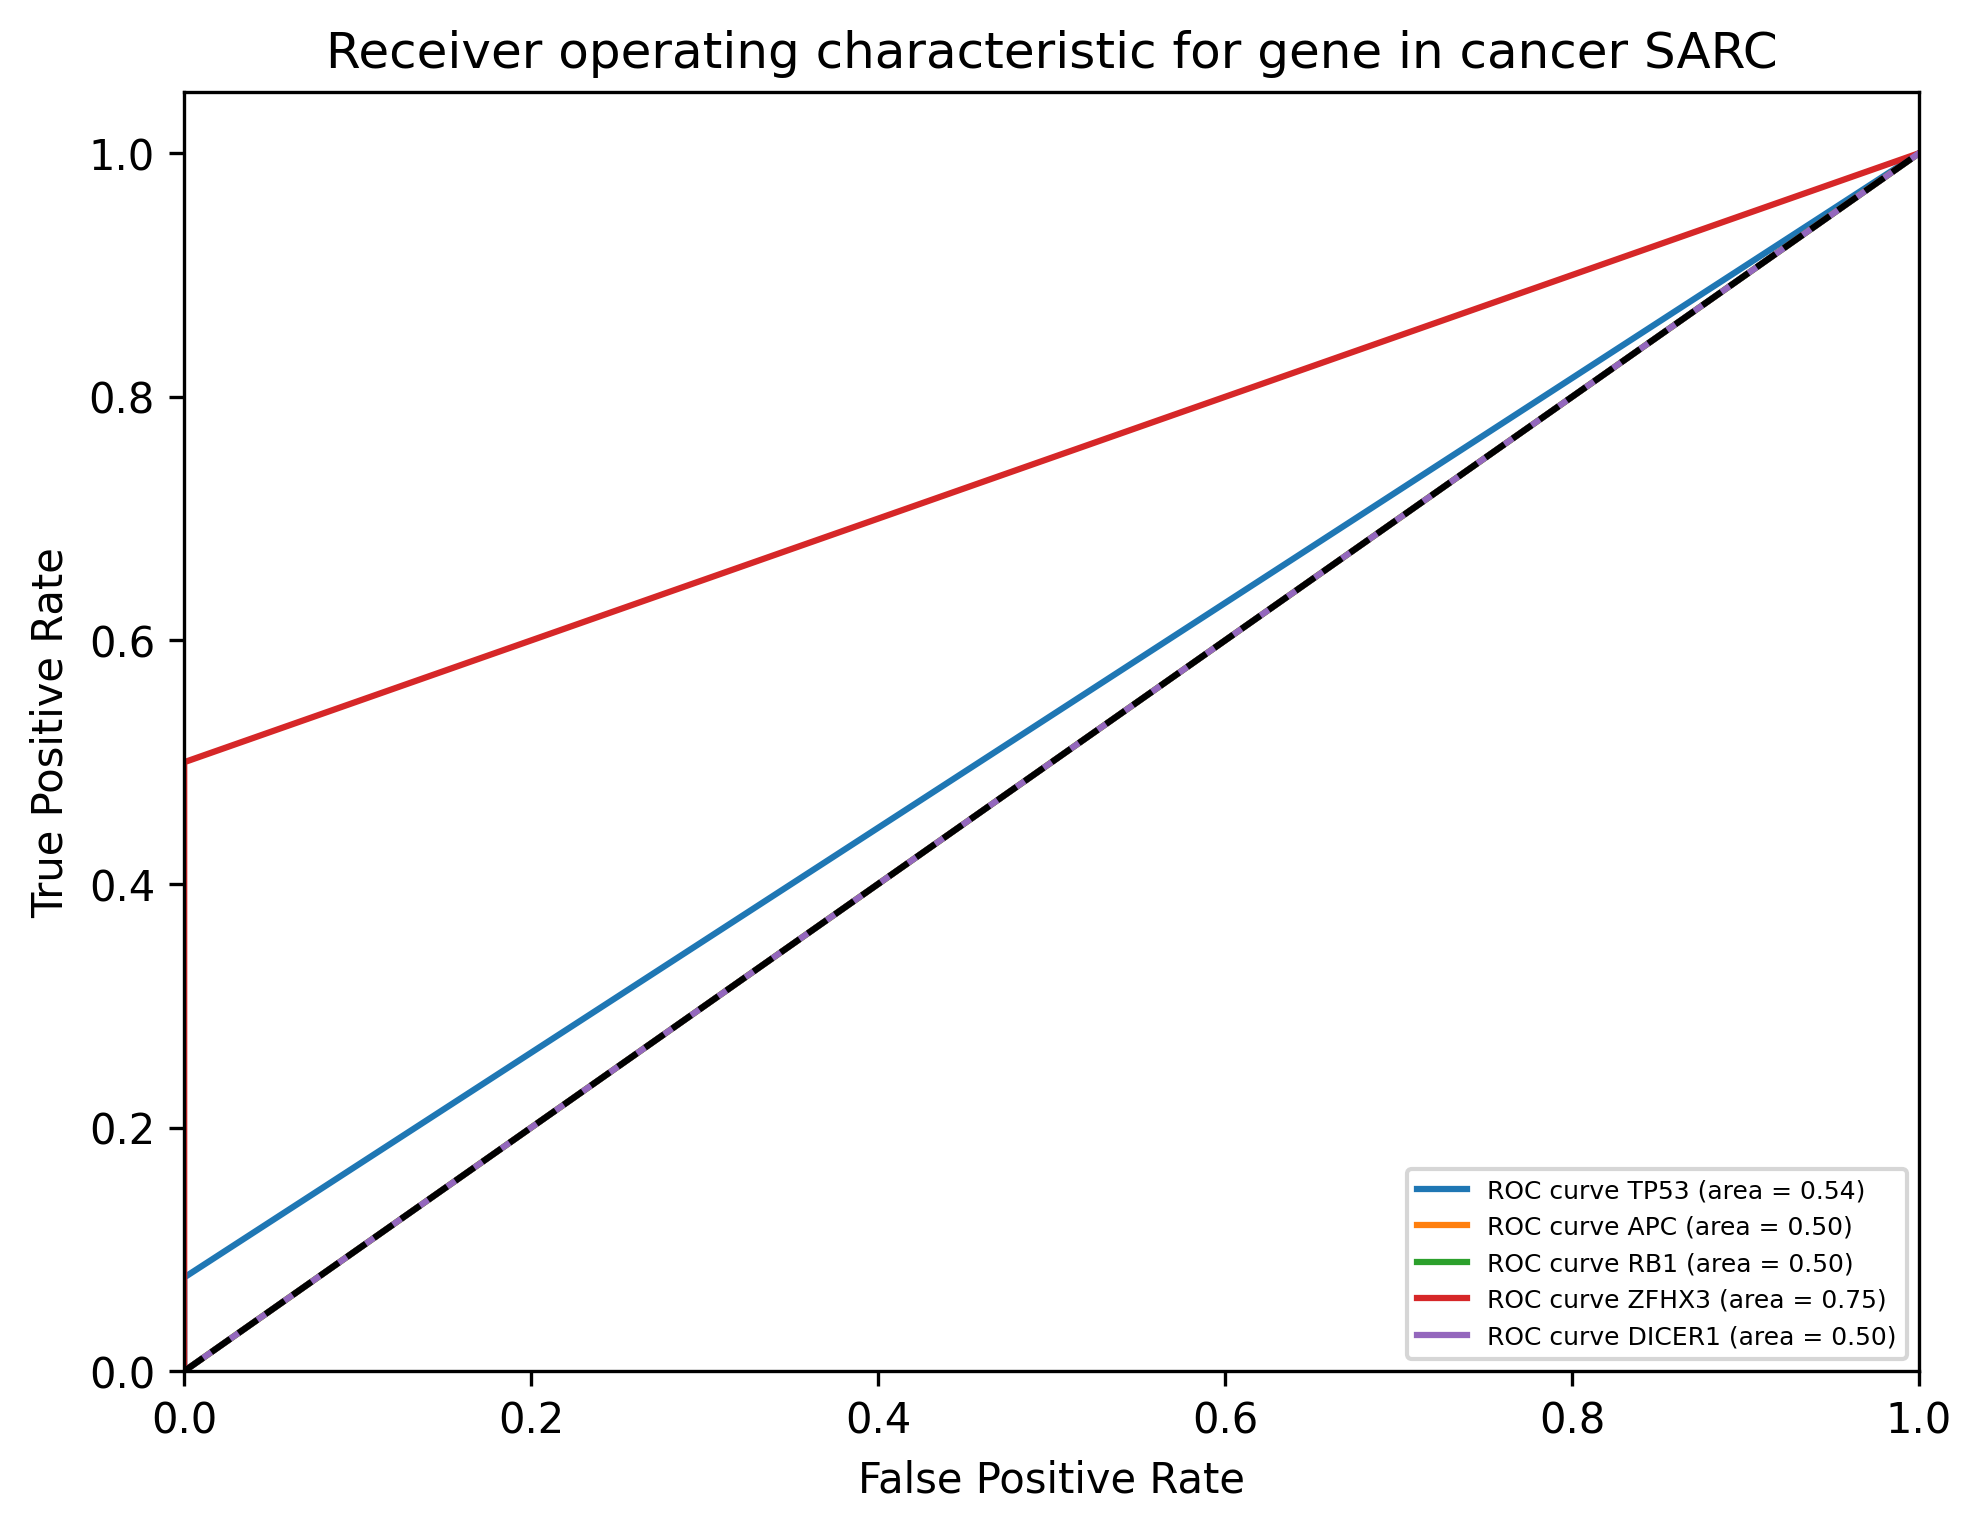 Receiver operating characteristic for gene in cancer SARC
True Positive Rate
1.0
0.8
0.6
0.4
0.2
0.0
ROC curve TP53 (area = 0.54)
ROC curve APC (area = 0.50)
ROC curve RB1 (area = 0.50)
ROC curve ZFHX3 (area = 0.75)
ROC curve DICER1 (area = 0.50)
0.0 0.2 0.4 0.6 0.8 1.0
False Positive Rate